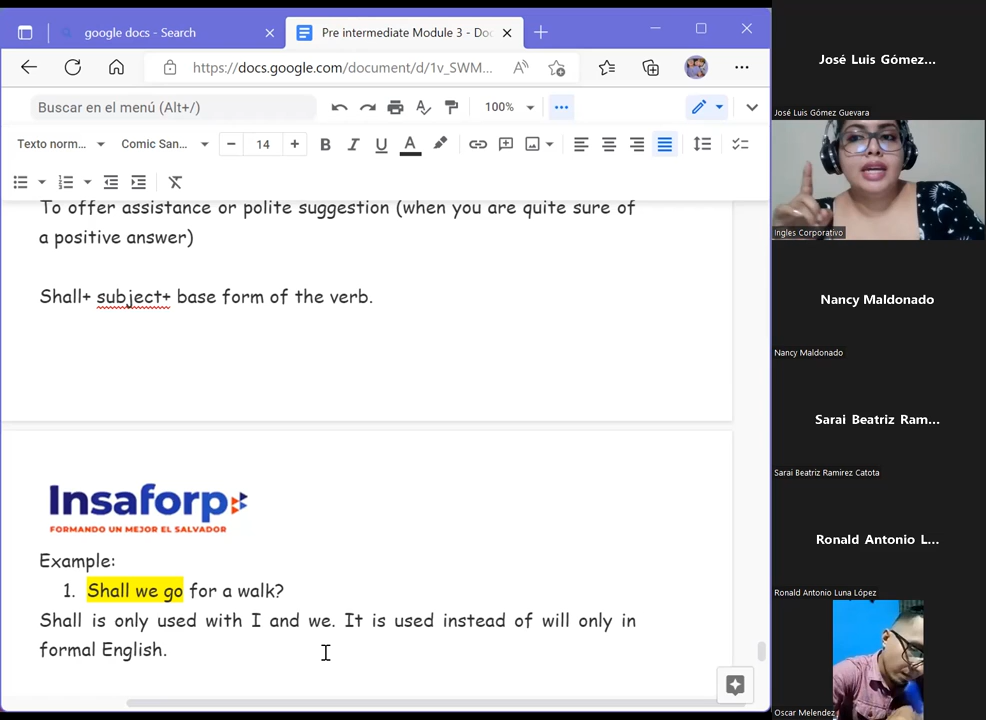 google docs - Search
Pre intermediate Module 3 - Doc
https://docs.google.com/document/d/1v_SWM...
Buscar en el menú (Alt+/)
100%
Texto norm...
Comic San...
14
To offer assistance or polite suggestion (when you are quite sure of
a positive answer)
Shall+ subject+ base form of the verb.
Insaforp
FORMANDO UN MEJOR EL SALVADOR
Example:
1. Shall we go for a walk?
Shall is only used with I and we. It is used instead of will only in
formal English.
José Luis Gómez...
José Luis Gómez Guevara
Ingles Corporativo
Nancy Maldonado
Nancy Maldonado
Sarai Beatriz Ram...
Sarai Beatriz Ramirez Catota
Ronald Antonio L...
Ronald Antonio Luna López
Oscar Melendez